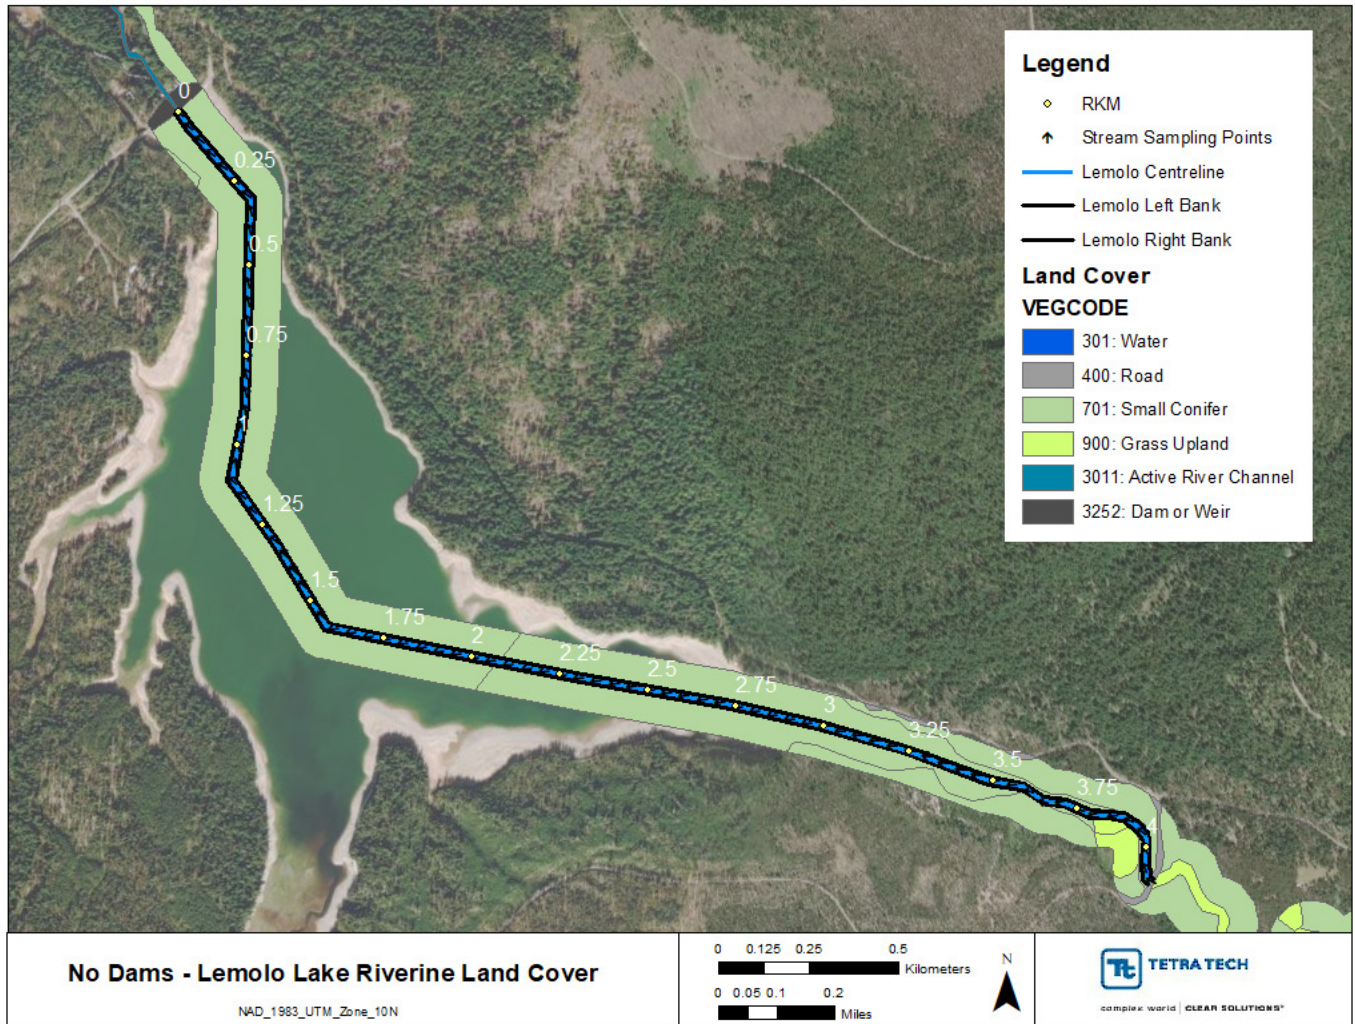 0
0.25
0.5
0.75
1
1.25
1.5
1.75
2
2.25
2.5
2.75
3
3.25
3.5
3.75
4
Legend
RKM
Stream Sampling Points
Lemolo Centreline
Lemolo Left Bank
Lemolo Right Bank
Land Cover
VEGCODE
301: Water
400: Road
701: Small Conifer
900: Grass Upland
3011: Active River Channel
3252: Dam or Weir
No Dams - Lemolo Lake Riverine Land Cover
NAD_1983_UTM_Zone_10N
0 0.125 0.25 0.5
Kilometers
0 0.05 0.1 0.2
Miles
N
Tt TETRA TECH
complex world | CLEAR SOLUTIONS™